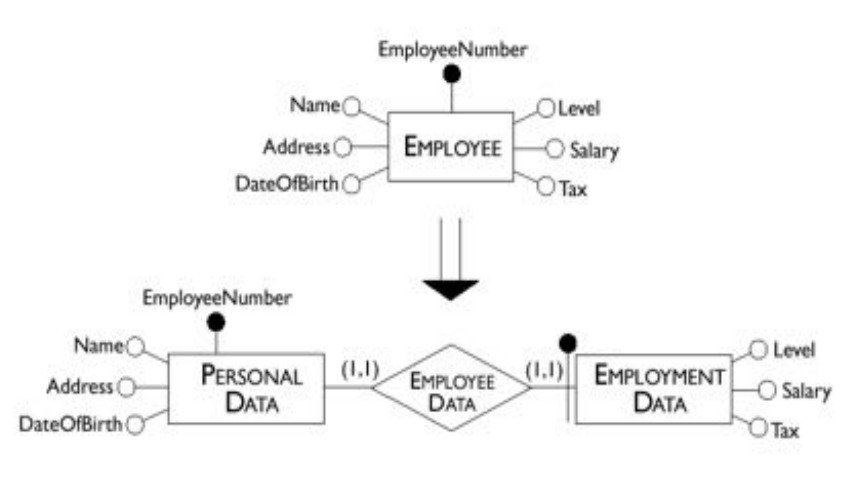 EmployeeNumber
Name
Level
Address
EMPLOYEE
Salary
DateOfBirth
Tax
EmployeeNumber
Name
Address
DateOfBirth
PERSONAL
DATA
(1,1)
EMPLOYEE
DATA
(1,1)
EMPLOYMENT
DATA
Level
Salary
Tax